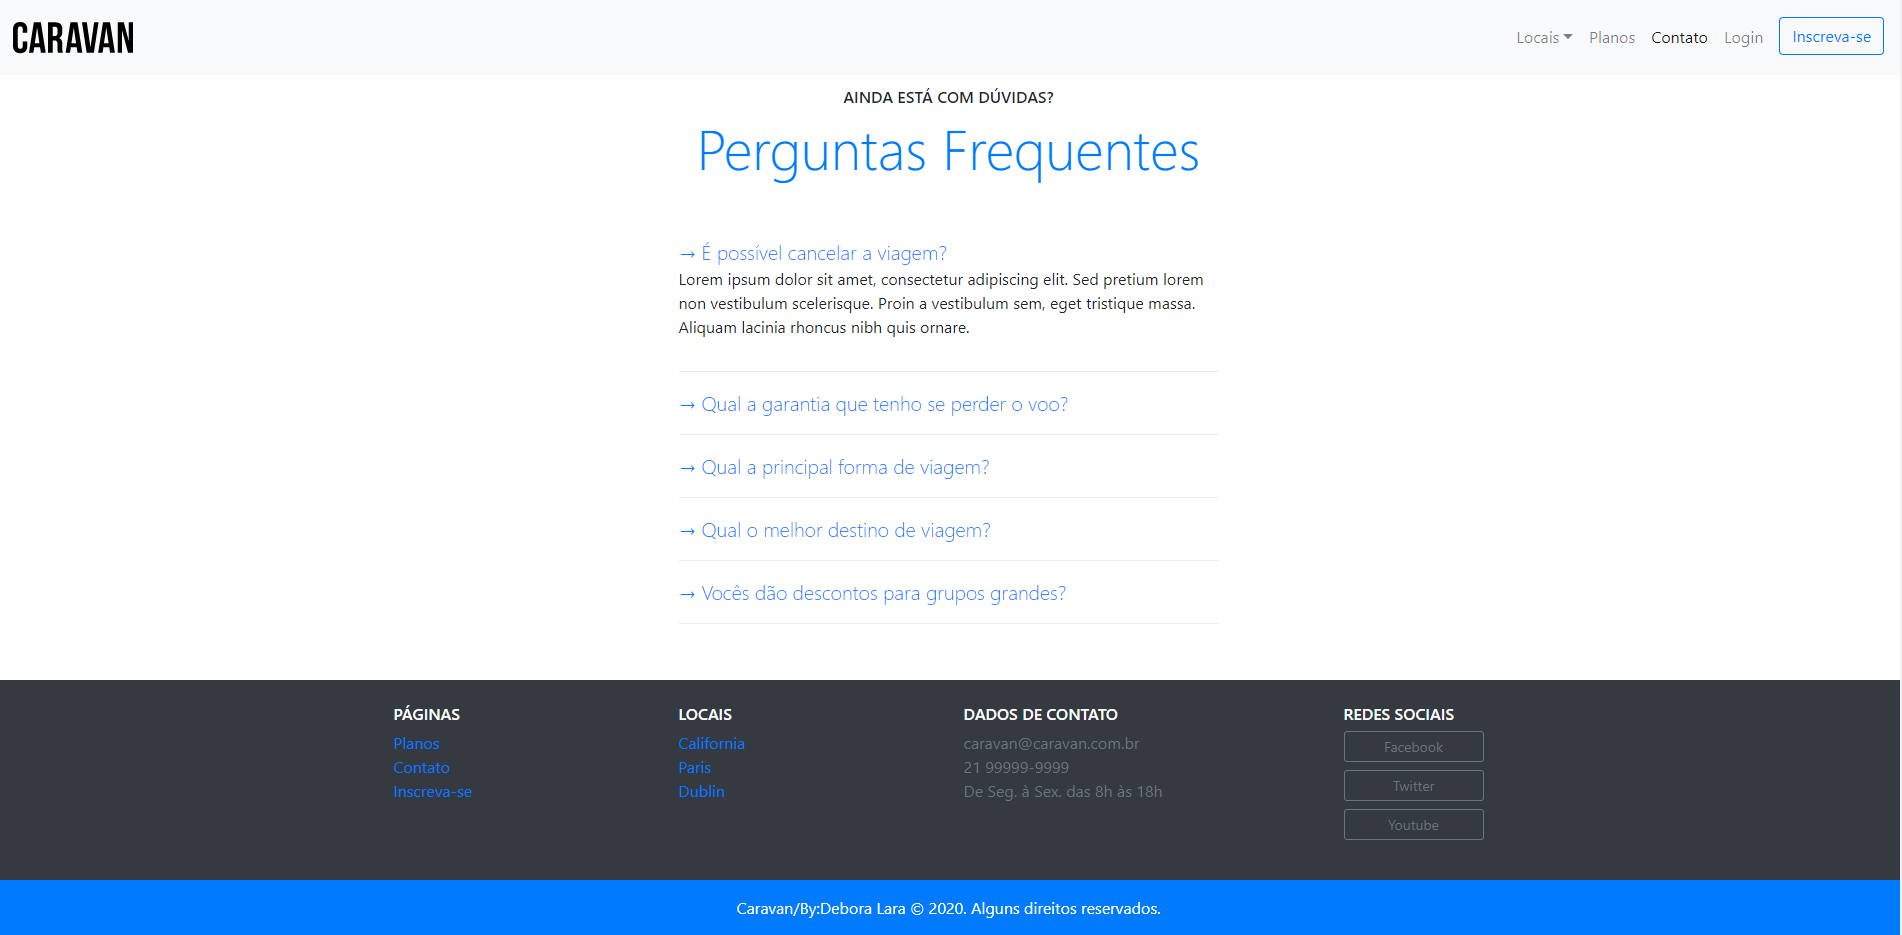 CARAVAN
Locais
Planos
Contato
Login
Inscreva-se
AINDA ESTÁ COM DÚVIDAS?
Perguntas Frequentes
→ É possível cancelar a viagem?
Lorem ipsum dolor sit amet, consectetur adipiscing elit. Sed pretium lorem
non vestibulum scelerisque. Proin a vestibulum sem, eget tristique massa.
Aliquam lacinia rhoncus nibh quis ornare.
→ Qual a garantia que tenho se perder o voo?
→ Qual a principal forma de viagem?
→ Qual o melhor destino de viagem?
→ Vocês dão descontos para grupos grandes?
PÁGINAS
Planos
Contato
Inscreva-se
LOCAIS
California
Paris
Dublin
DADOS DE CONTATO
caravan@caravan.com.br
21 99999-9999
De Seg. à Sex. das 8h às 18h
REDES SOCIAIS
Facebook
Twitter
Youtube
Caravan/By:Debora Lara © 2020. Alguns direitos reservados.